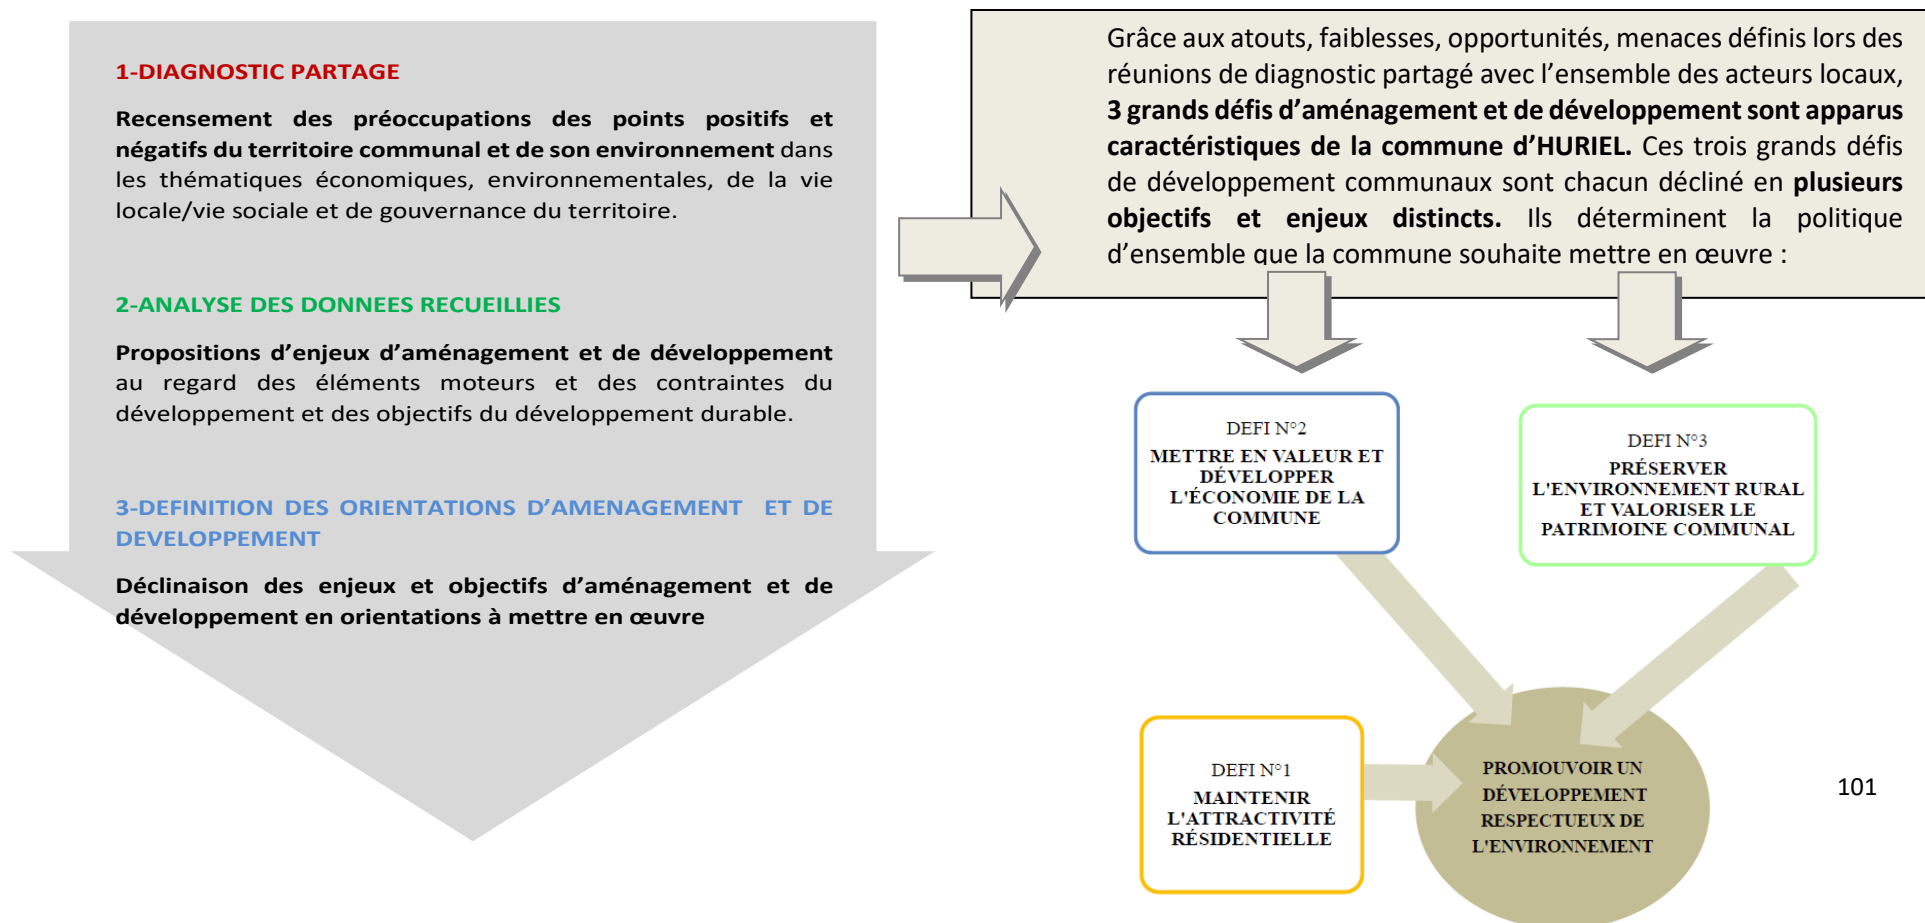 1-DIAGNOSTIC PARTAGE
Recensement des préoccupations des points positifs et
négatifs du territoire communal et de son environnement dans
les thématiques économiques, environnementales, de la vie
locale/vie sociale et de gouvernance du territoire.
2-ANALYSE DES DONNEES RECUEILLIES
Propositions d’enjeux d’aménagement et de développement
au regard des éléments moteurs et des contraintes du
développement et des objectifs du développement durable.
3-DEFINITION DES ORIENTATIONS D’AMENAGEMENT ET DE
DEVELOPPEMENT
Déclinaison des enjeux et objectifs d’aménagement et de
développement en orientations à mettre en œuvre
Grâce aux atouts, faiblesses, opportunités, menaces définis lors des
réunions de diagnostic partagé avec l’ensemble des acteurs locaux,
3 grands défis d’aménagement et de développement sont apparus
caractéristiques de la commune d’HURIEL. Ces trois grands défis
de développement communaux sont chacun décliné en plusieurs
objectifs et enjeux distincts. Ils déterminent la politique
d’ensemble que la commune souhaite mettre en œuvre :
DEFI N°2
METTRE EN VALEUR ET
DÉVELOPPER
L'ÉCONOMIE DE LA
COMMUNE
DEFI N°3
PRÉSERVER
L'ENVIRONNEMENT RURAL
ET VALORISER LE
PATRIMOINE COMMUNAL
DEFI N°1
MAINTENIR
L'ATTRACTIVITÉ
RÉSIDENTIELLE
PROMOUVOIR UN
DÉVELOPPEMENT
RESPECTUEUX DE
L'ENVIRONNEMENT
101